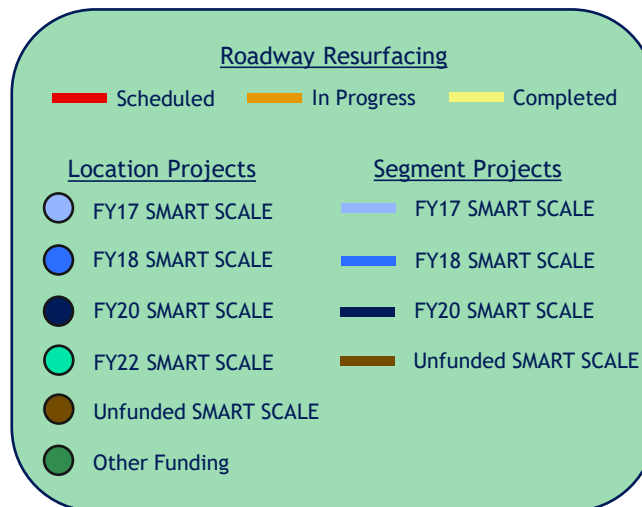 Roadway Resurfacing
Scheduled In Progress Completed
Location Projects Segment Projects
FY17 SMART SCALE FY17 SMART SCALE
FY18 SMART SCALE FY18 SMART SCALE
FY20 SMART SCALE FY20 SMART SCALE
FY22 SMART SCALE Unfunded SMART SCALE
Unfunded SMART SCALE
Other Funding